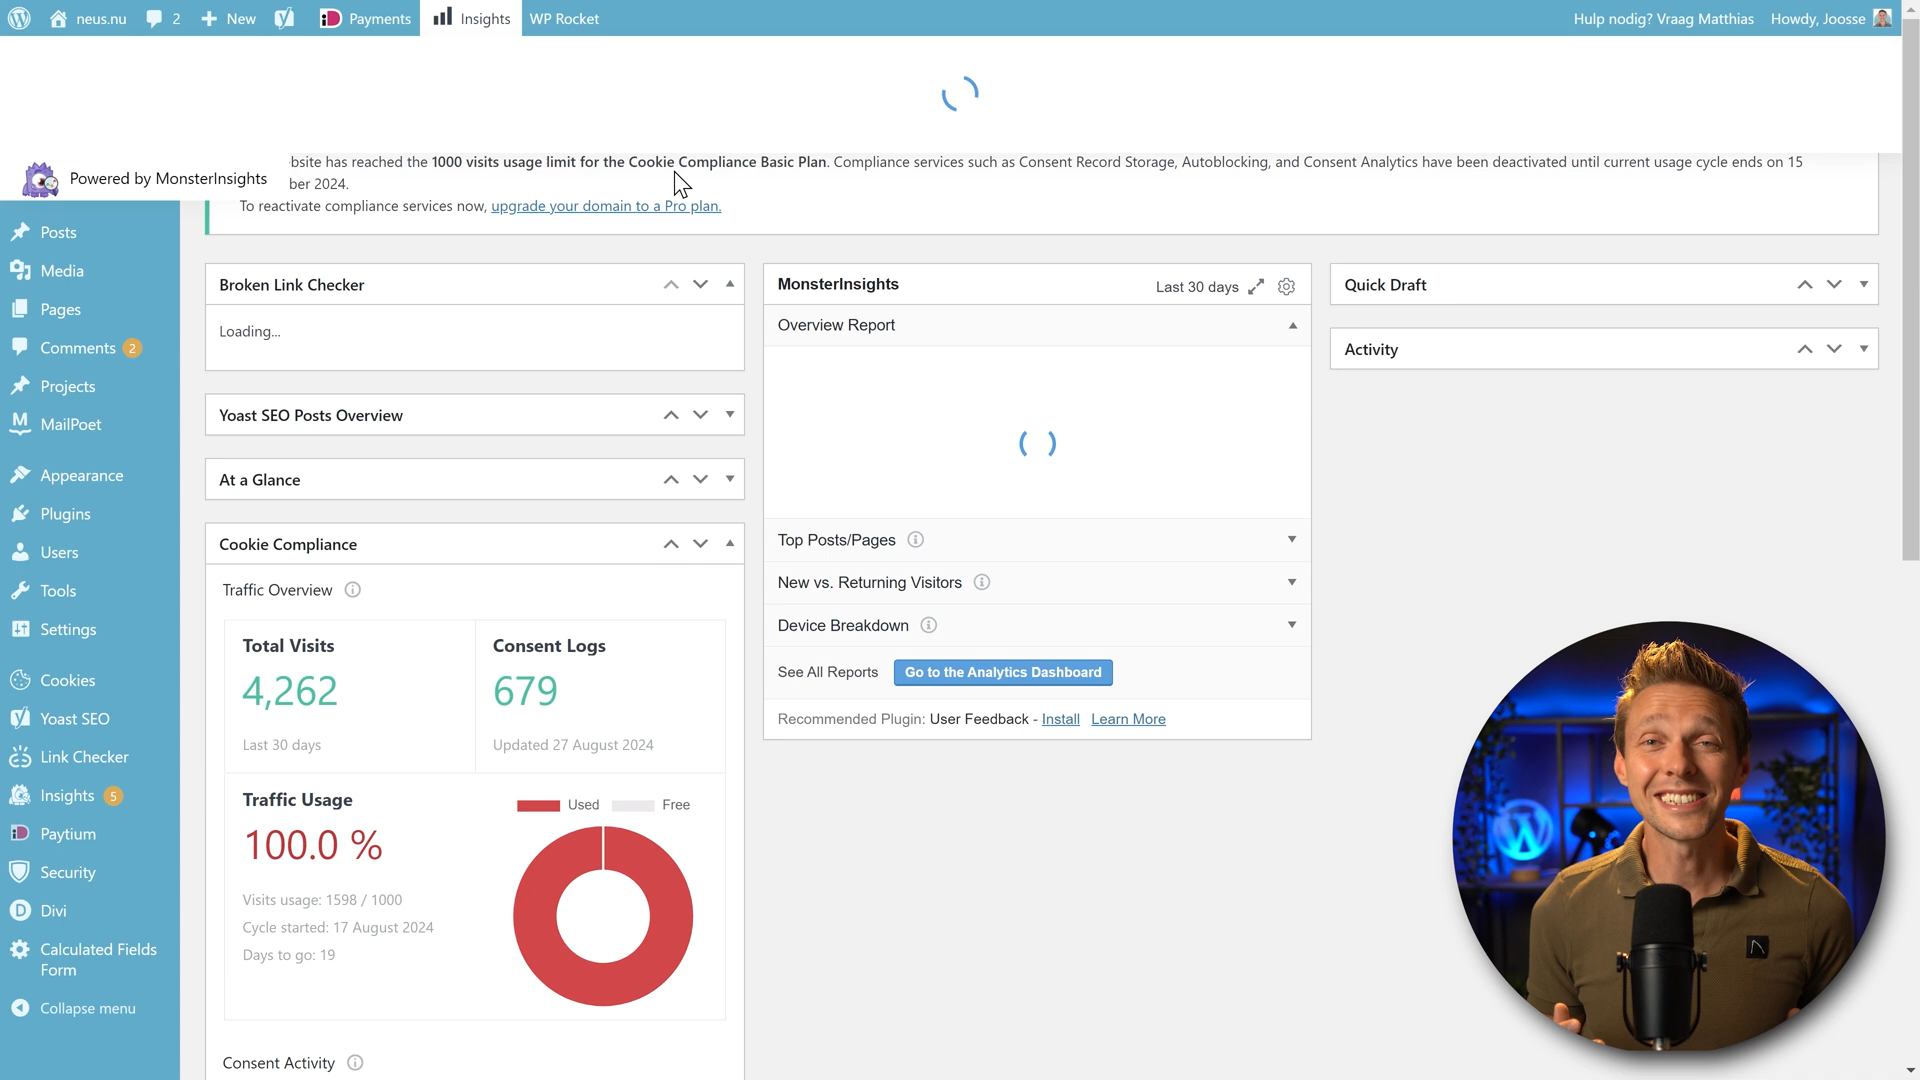 neus.nu
2
New
Payments
Insights
WP Rocket
Hulp nodig? Vraag Matthias
Howdy, Joosse
bsite has reached the 1000 visits usage limit for the Cookie Compliance Basic Plan. Compliance services such as Consent Record Storage, Autoblocking, and Consent Analytics have been deactivated until current usage cycle ends on 15
ber 2024.
Powered by MonsterInsights
To reactivate compliance services now, upgrade your domain to a Pro plan.
Posts
Media
Pages
Comments 2
Projects
MailPoet
Appearance
Plugins
Users
Tools
Settings
Cookies
Yoast SEO
Link Checker
Insights 5
Paytium
Security
Divi
Calculated Fields
Form
Collapse menu
Broken Link Checker
Loading...
Yoast SEO Posts Overview
At a Glance
Cookie Compliance
Traffic Overview
Total Visits
4,262
Last 30 days
Consent Logs
679
Updated 27 August 2024
Traffic Usage
100.0 %
Visits usage: 1598 / 1000
Cycle started: 17 August 2024
Days to go: 19
Used
Free
Consent Activity
MonsterInsights
Last 30 days
Overview Report
Top Posts/Pages
New vs. Returning Visitors
Device Breakdown
See All Reports
Go to the Analytics Dashboard
Recommended Plugin: User Feedback - Install Learn More
Quick Draft
Activity